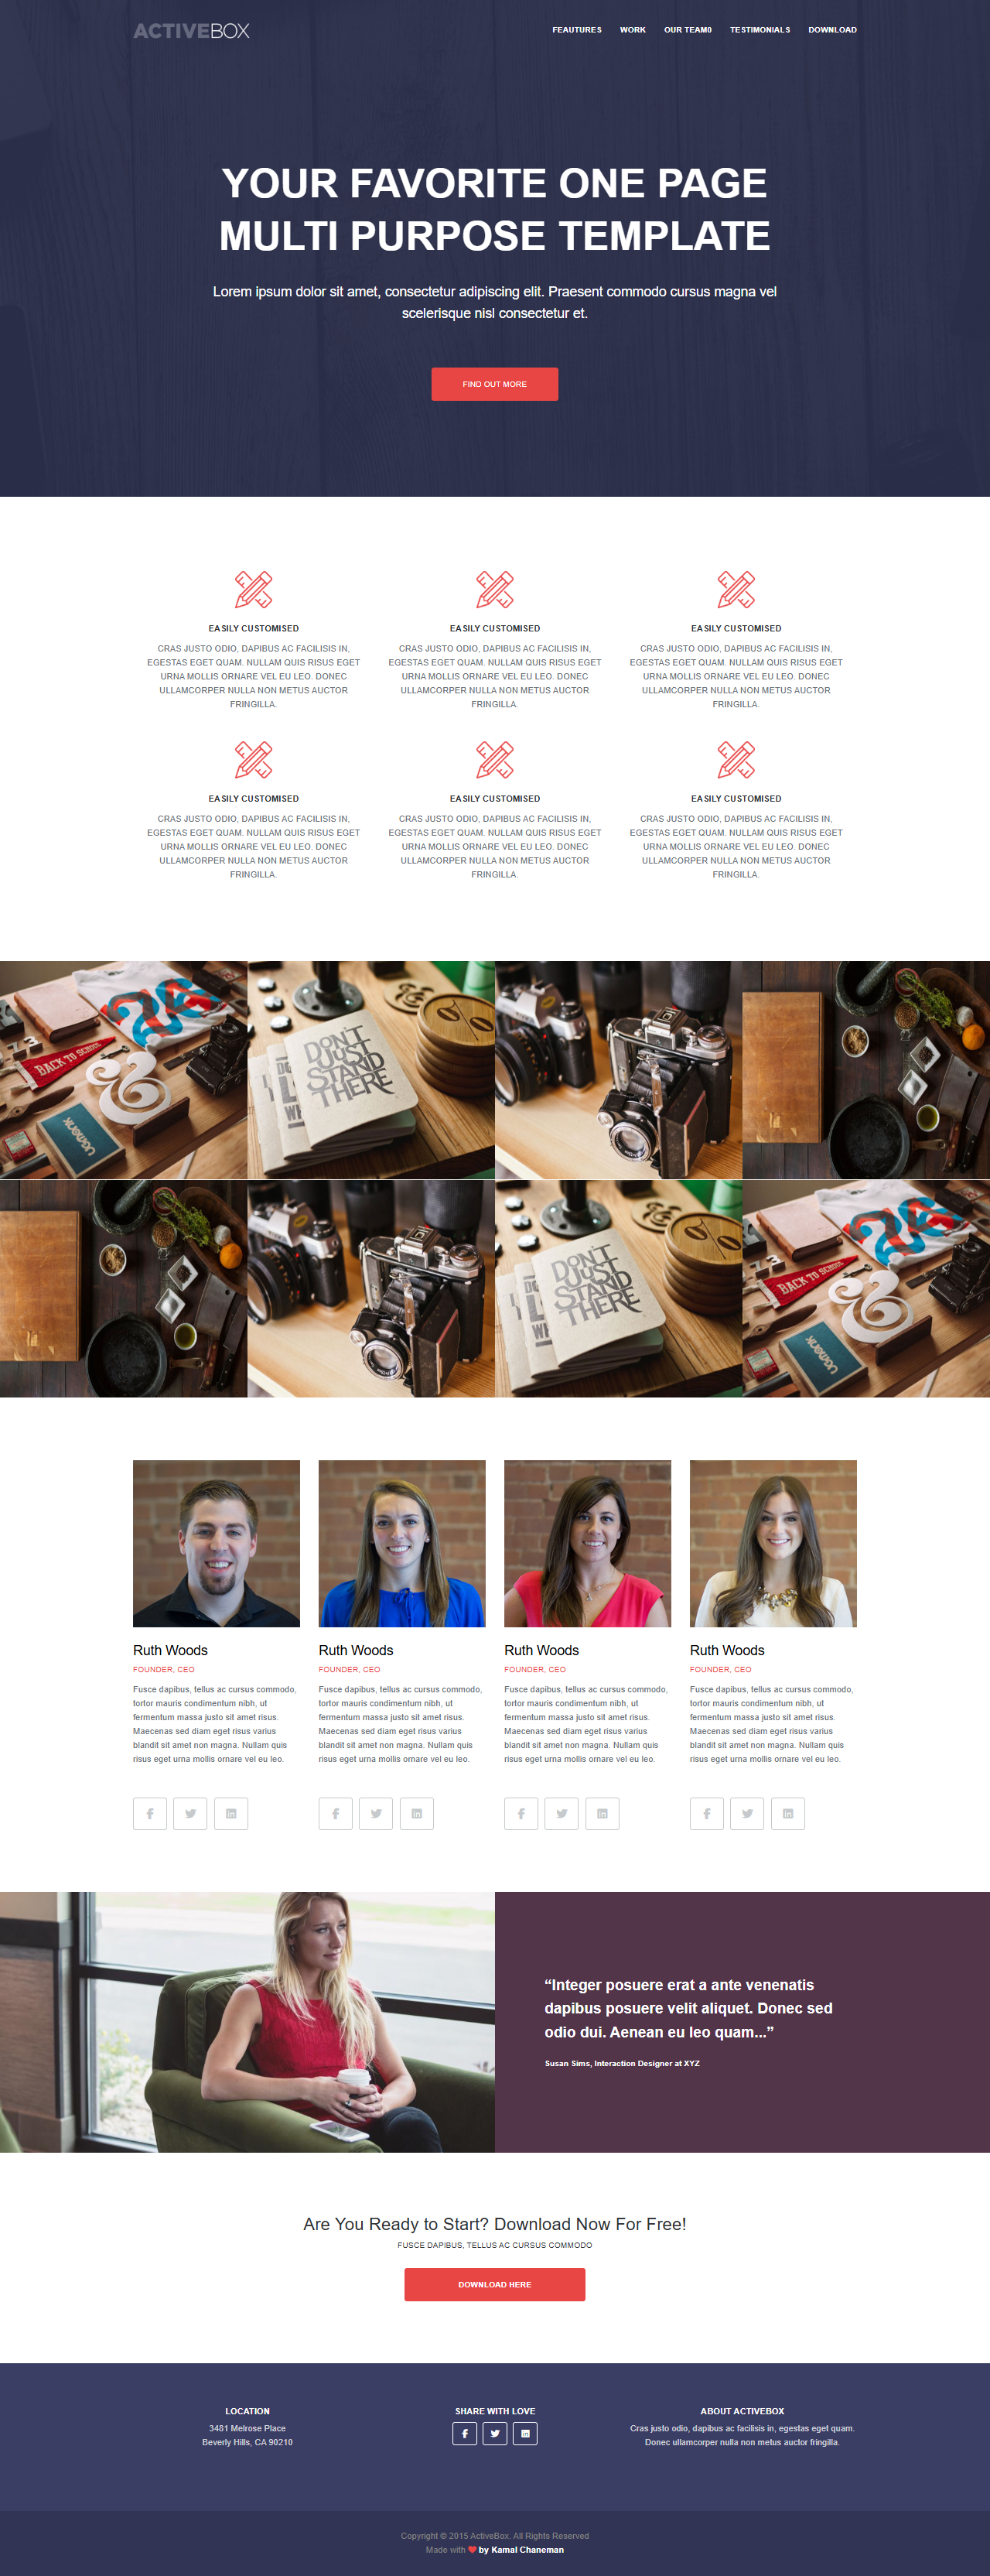 ACTIVEBOX
FEAUTURES WORK OUR TEAM0 TESTIMONIALS DOWNLOAD
YOUR FAVORITE ONE PAGE
MULTI PURPOSE TEMPLATE
Lorem ipsum dolor sit amet, consectetur adipiscing elit. Praesent commodo cursus magna vel
scelerisque nisl consectetur et.
FIND OUT MORE
EASILY CUSTOMISED
CRAS JUSTO ODIO, DAPIBUS AC FACILISIS IN,
EGESTAS EGET QUAM. NULLAM QUIS RISUS EGET
URNA MOLLIS ORNARE VEL EU LEO. DONEC
ULLAMCORPER NULLA NON METUS AUCTOR
FRINGILLA.
EASILY CUSTOMISED
CRAS JUSTO ODIO, DAPIBUS AC FACILISIS IN,
EGESTAS EGET QUAM. NULLAM QUIS RISUS EGET
URNA MOLLIS ORNARE VEL EU LEO. DONEC
ULLAMCORPER NULLA NON METUS AUCTOR
FRINGILLA.
EASILY CUSTOMISED
CRAS JUSTO ODIO, DAPIBUS AC FACILISIS IN,
EGESTAS EGET QUAM. NULLAM QUIS RISUS EGET
URNA MOLLIS ORNARE VEL EU LEO. DONEC
ULLAMCORPER NULLA NON METUS AUCTOR
FRINGILLA.
EASILY CUSTOMISED
CRAS JUSTO ODIO, DAPIBUS AC FACILISIS IN,
EGESTAS EGET QUAM. NULLAM QUIS RISUS EGET
URNA MOLLIS ORNARE VEL EU LEO. DONEC
ULLAMCORPER NULLA NON METUS AUCTOR
FRINGILLA.
EASILY CUSTOMISED
CRAS JUSTO ODIO, DAPIBUS AC FACILISIS IN,
EGESTAS EGET QUAM. NULLAM QUIS RISUS EGET
URNA MOLLIS ORNARE VEL EU LEO. DONEC
ULLAMCORPER NULLA NON METUS AUCTOR
FRINGILLA.
EASILY CUSTOMISED
CRAS JUSTO ODIO, DAPIBUS AC FACILISIS IN,
EGESTAS EGET QUAM. NULLAM QUIS RISUS EGET
URNA MOLLIS ORNARE VEL EU LEO. DONEC
ULLAMCORPER NULLA NON METUS AUCTOR
FRINGILLA.
BACK TO SCHOOL
&
UGMONK
DON'T
JUST
STAND
THERE
DON'T
JUST
STAND
THERE
BACK TO SCHOOL
&
UGMONK
Ruth Woods
FOUNDER, CEO
Fusce dapibus, tellus ac cursus commodo,
tortor mauris condimentum nibh, ut
fermentum massa justo sit amet risus.
Maecenas sed diam eget risus varius
blandit sit amet non magna. Nullam quis
risus eget urna mollis ornare vel eu leo.
Ruth Woods
FOUNDER, CEO
Fusce dapibus, tellus ac cursus commodo,
tortor mauris condimentum nibh, ut
fermentum massa justo sit amet risus.
Maecenas sed diam eget risus varius
blandit sit amet non magna. Nullam quis
risus eget urna mollis ornare vel eu leo.
Ruth Woods
FOUNDER, CEO
Fusce dapibus, tellus ac cursus commodo,
tortor mauris condimentum nibh, ut
fermentum massa justo sit amet risus.
Maecenas sed diam eget risus varius
blandit sit amet non magna. Nullam quis
risus eget urna mollis ornare vel eu leo.
Ruth Woods
FOUNDER, CEO
Fusce dapibus, tellus ac cursus commodo,
tortor mauris condimentum nibh, ut
fermentum massa justo sit amet risus.
Maecenas sed diam eget risus varius
blandit sit amet non magna. Nullam quis
risus eget urna mollis ornare vel eu leo.
“Integer posuere erat a ante venenatis
dapibus posuere velit aliquet. Donec sed
odio dui. Aenean eu leo quam...”
Susan Sims, Interaction Designer at XYZ
Are You Ready to Start? Download Now For Free!
FUSCE DAPIBUS, TELLUS AC CURSUS COMMODO
DOWNLOAD HERE
LOCATION
3481 Melrose Place
Beverly Hills, CA 90210
SHARE WITH LOVE
ABOUT ACTIVEBOX
Cras justo odio, dapibus ac facilisis in, egestas eget quam.
Donec ullamcorper nulla non metus auctor fringilla.
Copyright © 2015 ActiveBox. All Rights Reserved
Made with ❤ by Kamal Chaneman